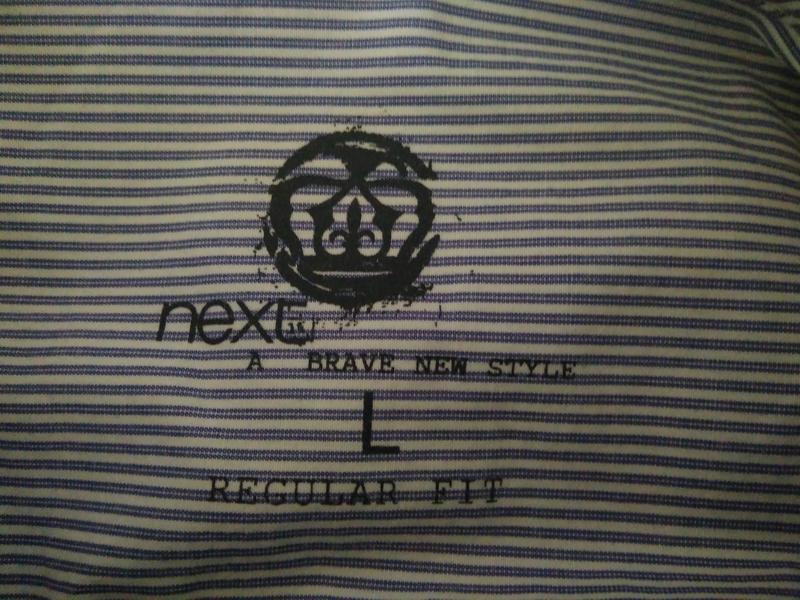 next
A BRAVE NEW STYLE
L
REGULAR FIT